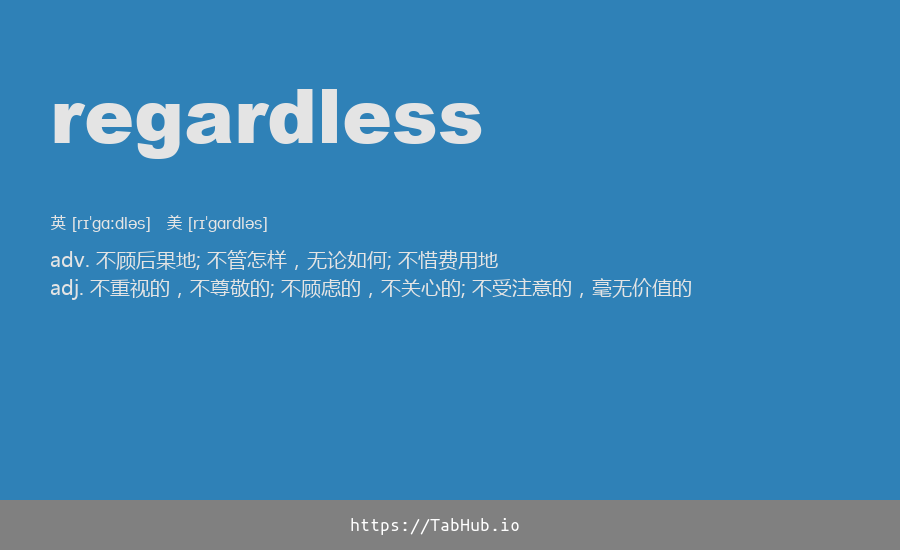 regardless
英 [rɪˈɡɑːdləs] 美 [rɪˈɡɑrdləs]
adv. 不顾后果地; 不管怎样，无论如何; 不惜费用地
adj. 不重视的，不尊敬的; 不顾虑的，不关心的; 不受注意的，毫无价值的
https://TabHub.io